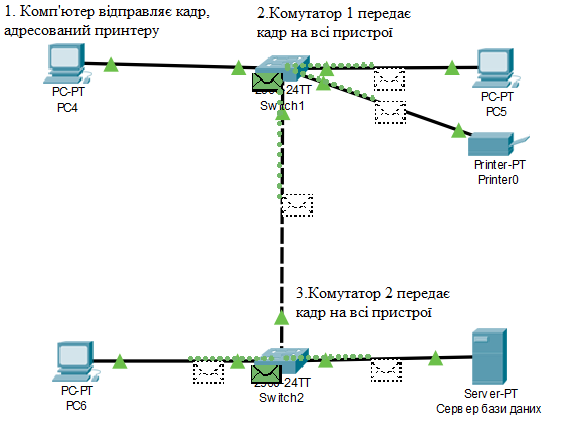 1. Комп'ютер відправляє кадр,
адресований принтеру
2.Комутатор 1 передає
кадр на всі пристрої
PC-PT
PC4
24TT
Switch1
PC-PT
PC5
Printer-PT
Printer0
3.Комутатор 2 передає
кадр на всі пристрої
PC-PT
PC6
24TT
Switch2
Server-PT
Сервер бази даних